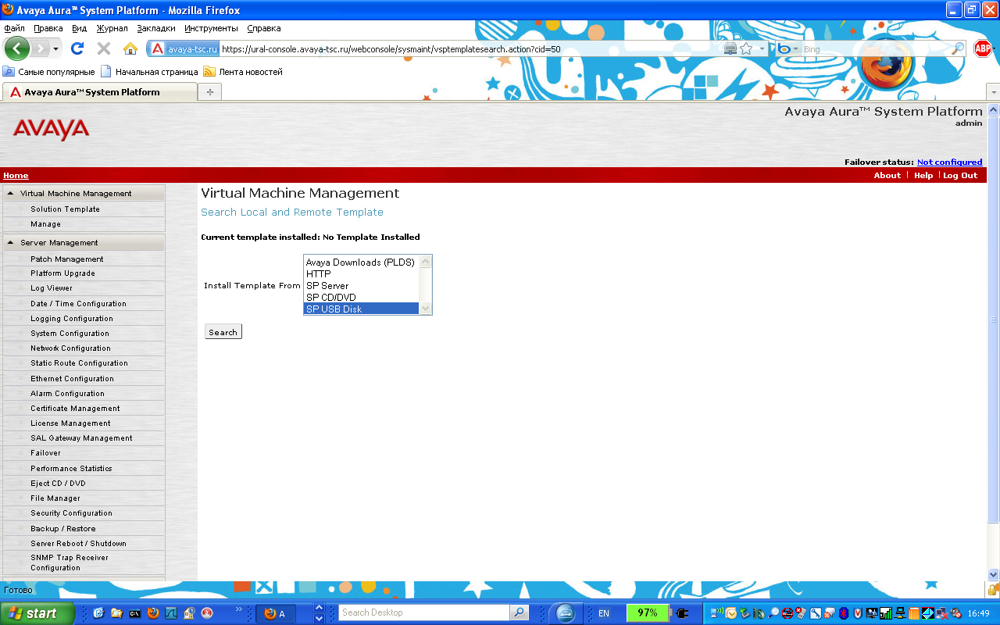 Avaya Aura™ System Platform - Mozilla Firefox
Файл Правка Вид Журнал Закладки Инструменты Справка
avaya-tsc.ru https://ural-console.avaya-tsc.ru/webconsole/sysmaint/vsptemplatesearch.action?cid=50 Bing ABP
Самые популярные Начальная страница Лента новостей
Avaya Aura™ System Platform
AVAYA
Avaya Aura™ System Platform
admin
Failover status: Not configured
Home
About Help Log Out
Virtual Machine Management
Solution Template
Manage
Server Management
Patch Management
Platform Upgrade
Log Viewer
Date / Time Configuration
Logging Configuration
System Configuration
Network Configuration
Static Route Configuration
Ethernet Configuration
Alarm Configuration
Certificate Management
License Management
SAL Gateway Management
Failover
Performance Statistics
Eject CD / DVD
File Manager
Security Configuration
Backup / Restore
Server Reboot / Shutdown
SNMP Trap Receiver
Configuration
Virtual Machine Management
Search Local and Remote Template
Current template installed: No Template Installed
Install Template From
Avaya Downloads (PLDS)
HTTP
SP Server
SP CD/DVD
SP USB Disk
Search
Готово
start A Search Desktop EN 97% 16:49